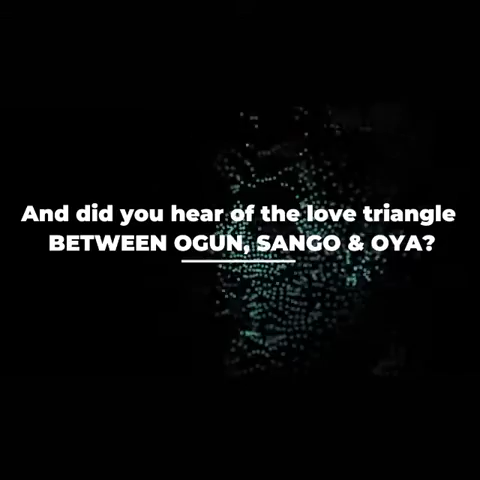 And did you hear of the love triangle
BETWEEN OGUN, SANGO & OYA?